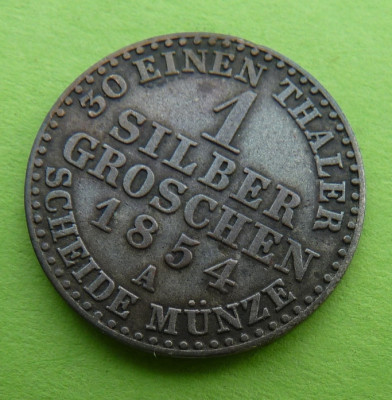 30 EINEN THALER
1
SILBER
GROSCHEN
1854
A
SCHEIDE MÜNZE